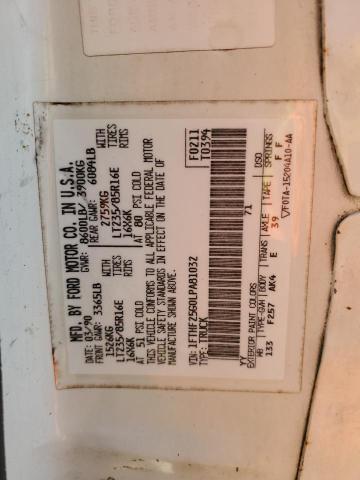 MFD. BY FORD MOTOR CO. IN U.S.A.
DATE: 03/90 GVWR: 8600LB/ 3900KG
FRONT GAWR: 3365LB REAR GAWR: 6084LB
1526KG WITH 2759KG WITH
LT235/85R16E TIRES LT235/85R16E TIRES
16X6K RIMS 16X6K RIMS
AT 51 PSI COLD AT 80 PSI COLD
THIS VEHICLE CONFORMS TO ALL APPLICABLE FEDERAL MOTOR
VEHICLE SAFETY STANDARDS IN EFFECT ON THE DATE OF
MANUFACTURE SHOWN ABOVE.
VIN: 1FTHF25G0LPA81032 F0211
TYPE: TRUCK T0394
YY 71
EXTERIOR PAINT COLORS DSO
WB TYPE-GVW BODY TRANS AXLE TAPE SPRINGS
133 F257 AK4 E 39 F F
F0TA-15204A10-AA